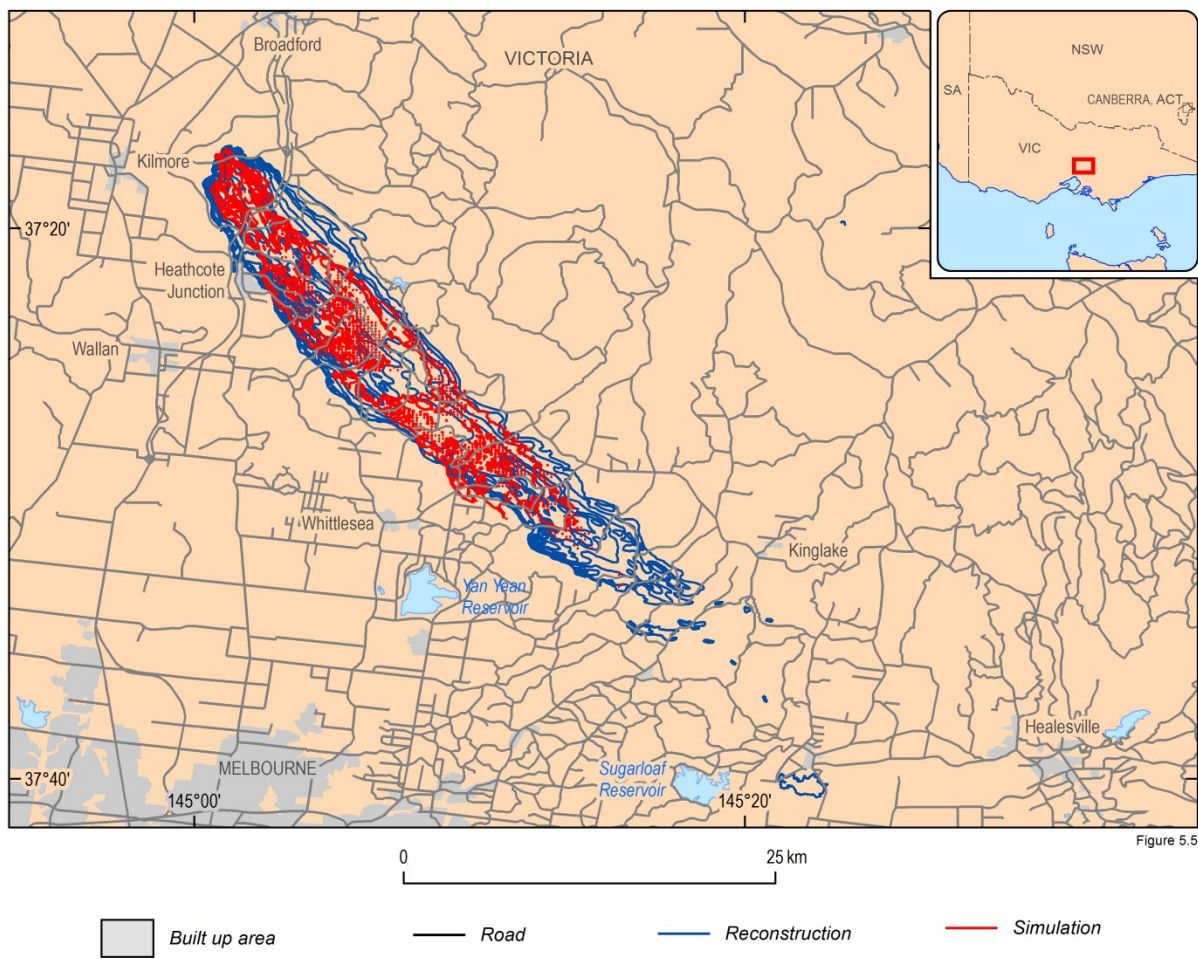 Broadford
VICTORIA
NSW
SA
CANBERRA, ACT
VIC
Kilmore
37°20'
Heathcote
Junction
Wallan
Whittlesea
Kinglake
Yan Yean
Reservoir
Healesville
MELBOURNE
Sugarloaf
Reservoir
37°40'
145°00'
145°20'
Figure 5.5
0
25 km
Built up area
Road
Reconstruction
Simulation